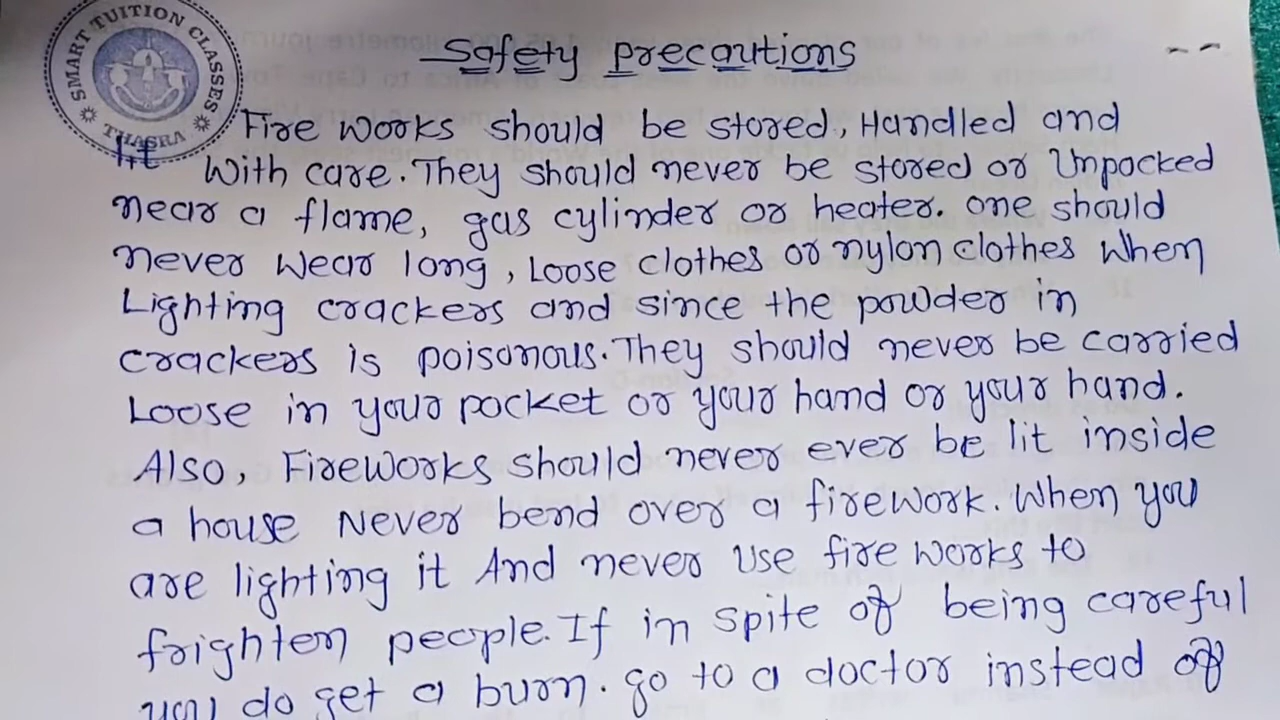 SMART TUITION CLASSES
THASRA
Safety Precautions
Fire works should be stored, Handled and
lit With care. They should never be stored or Unpocked
near a flame, gas cylinder or heater. one should
never wear long, Loose clothes or nylon clothes When
Lighting crackers and since the powder in
crackers is poisonous. They should never be carried
Loose in your pocket or your hand or your hand.
Also, Fireworks should never ever be lit inside
a house Never bend over a firework. When you
are lighting it And never Use fire works to
frighten people. If in spite of being careful
you do get a burn. go to a doctor instead of